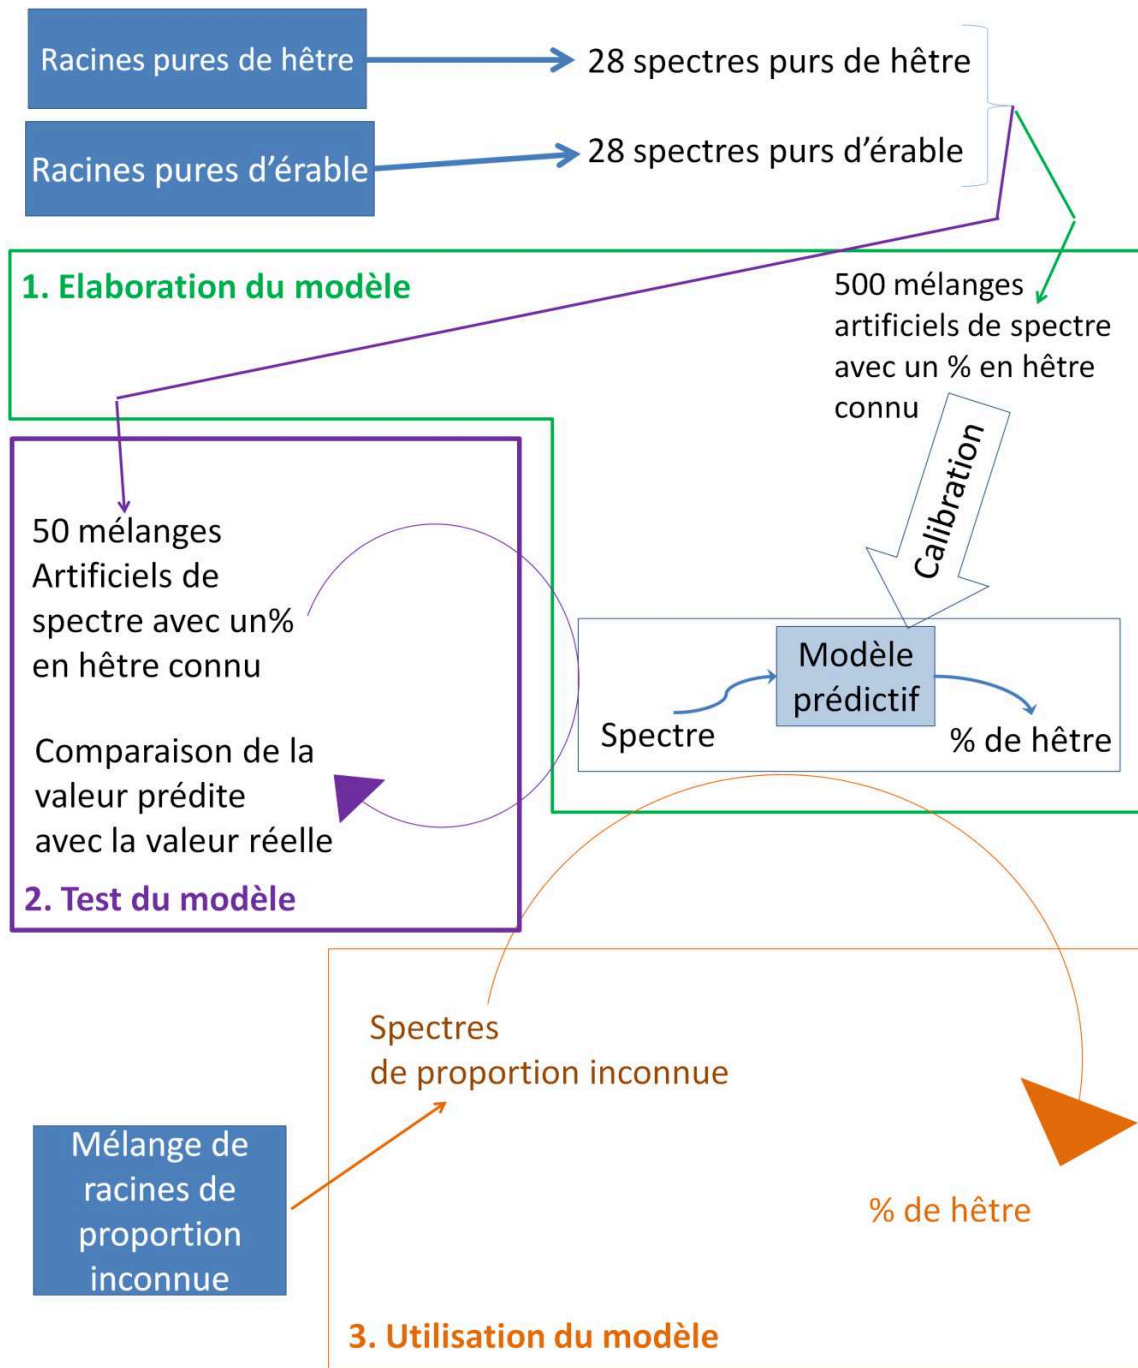 Racines pures de hêtre
28 spectres purs de hêtre
Racines pures d’érable
28 spectres purs d’érable
1. Elaboration du modèle
500 mélanges
artificiels de spectre
avec un % en hêtre
connu
Calibration
50 mélanges
Artificiels de
spectre avec un%
en hêtre connu
Modèle
prédictif
Spectre
% de hêtre
Comparaison de la
valeur prédite
avec la valeur réelle
2. Test du modèle
Spectres
de proportion inconnue
Mélange de
racines de
proportion
inconnue
% de hêtre
3. Utilisation du modèle